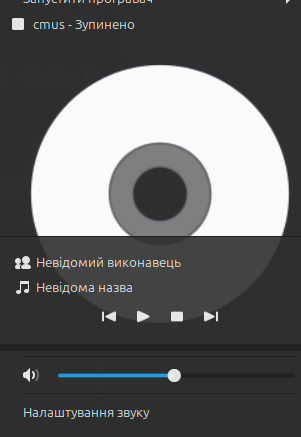 Запустити програвач
cmus - Зупинено
Невідомий виконавець
Невідома назва
Налаштування звуку